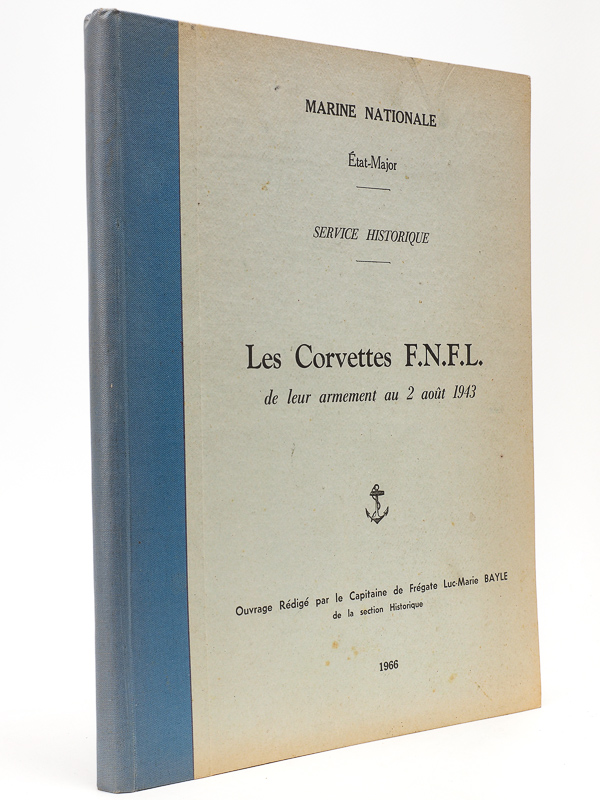 MARINE NATIONALE
État-Major
SERVICE HISTORIQUE
Les Corvettes F.N.F.L.
de leur armement au 2 août 1943
Ouvrage Rédigé par le Capitaine de Frégate Luc-Marie BAYLE
de la section Historique
1966